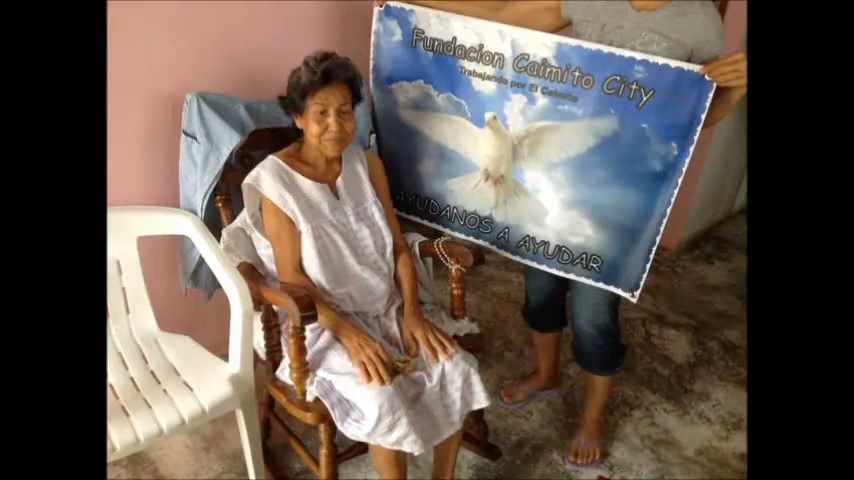 Fundacion Caimito City
Trabajando por El Caimito
AYUDANOS A AYUDAR